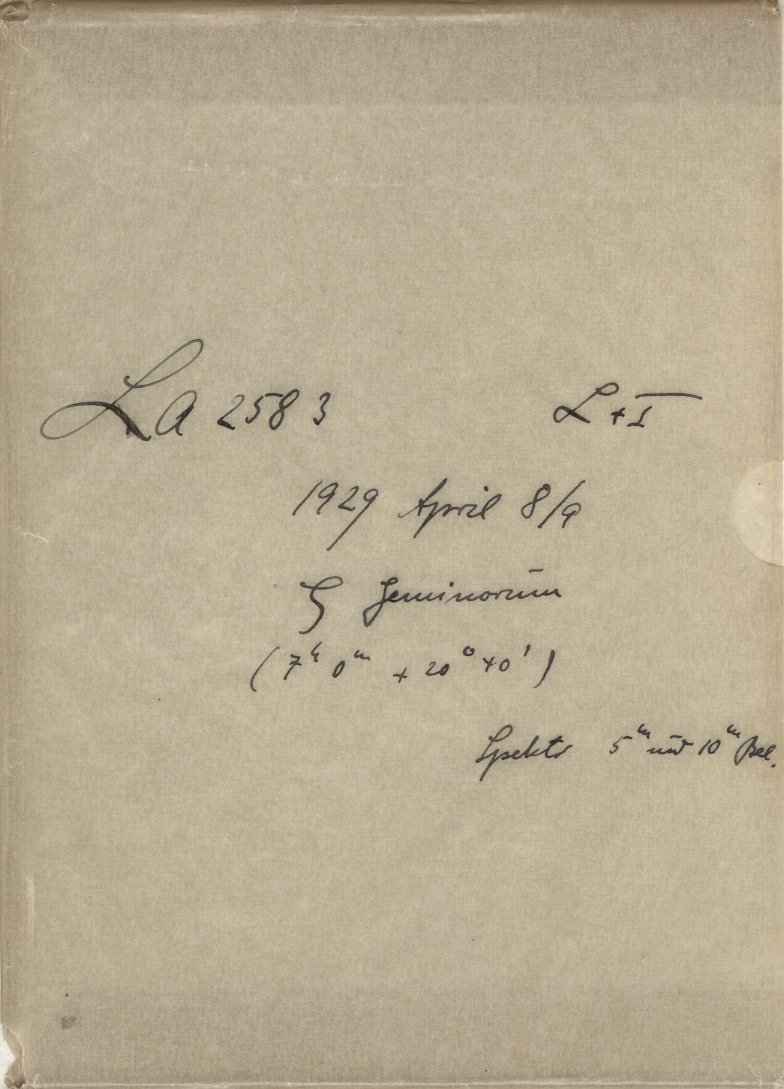 La 2583 L+I
1929 April 8/9
ζ Geminorum
(7ʰ 0ᵐ + 20° 40')
Spektr 5ᵐ und 10ᵐ Bel.